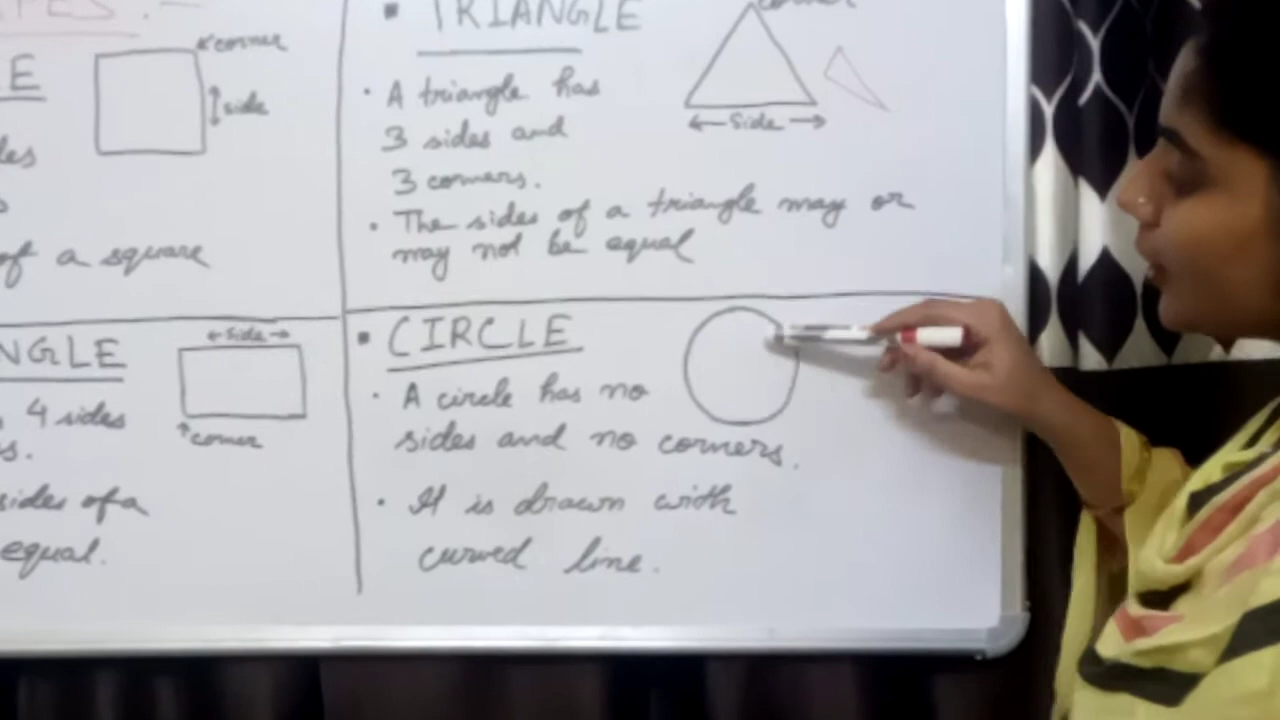 corner
side
of a square
← Side →
NGLE
4 sides
corner
sides of a
equal.
TRIANGLE
corner
A triangle has
3 sides and
3 corners.
← Side →
The sides of a triangle may or
may not be equal
CIRCLE
A circle has no
sides and no corners.
It is drawn with
curved line.